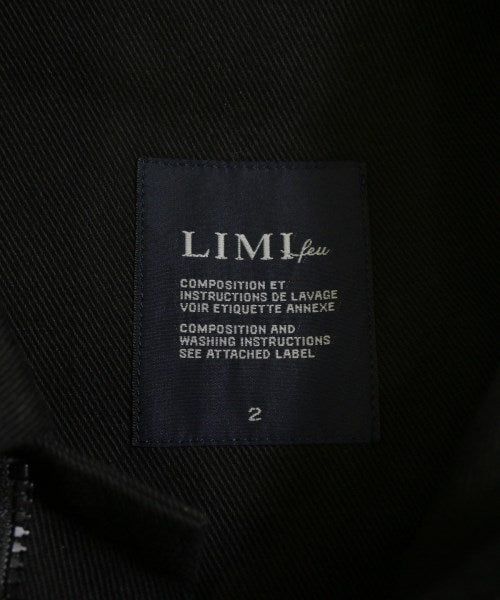 LIMI feu
COMPOSITION ET
INSTRUCTIONS DE LAVAGE
VOIR ETIQUETTE ANNEXE
COMPOSITION AND
WASHING INSTRUCTIONS
SEE ATTACHED LABEL
2